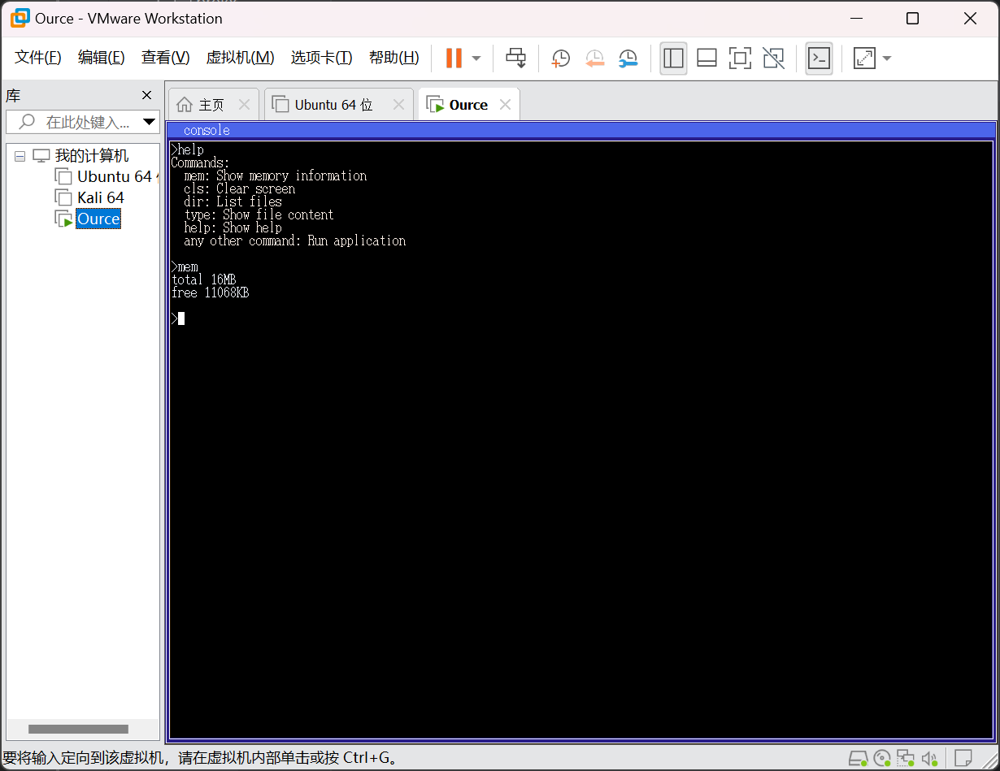 Ource - VMware Workstation
文件(F) 编辑(E) 查看(V) 虚拟机(M) 选项卡(T) 帮助(H)
库
在此处键入...
我的计算机
Ubuntu 64
Kali 64
Ource
主页
Ubuntu 64 位
Ource
console
>help
Commands:
mem: Show memory information
cls: Clear screen
dir: List files
type: Show file content
help: Show help
any other command: Run application
>mem
total 16MB
free 11068KB
>
要将输入定向到该虚拟机，请在虚拟机内部单击或按 Ctrl+G。